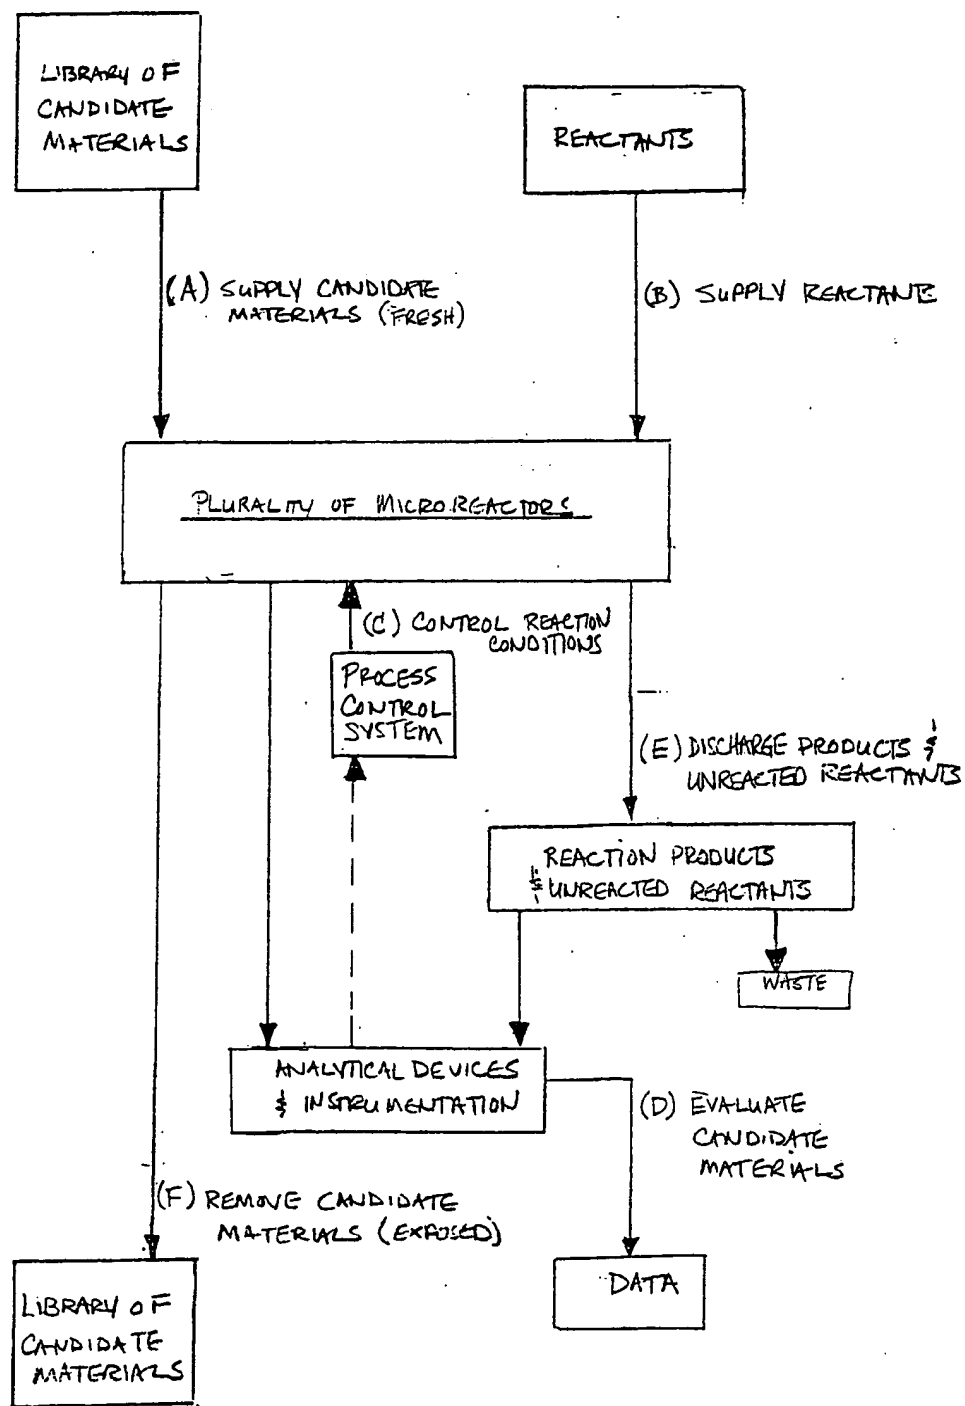 LIBRARY OF
CANDIDATE
MATERIALS
REACTANTS
(A) SUPPLY CANDIDATE
MATERIALS (FRESH)
(B) SUPPLY REACTANTS
PLURALITY OF MICROREACTORS
(C) CONTROL REACTION
CONDITIONS
PROCESS
CONTROL
SYSTEM
(E) DISCHARGE PRODUCTS &
UNREACTED REACTANTS
REACTION PRODUCTS
& UNREACTED REACTANTS
WASTE
ANALYTICAL DEVICES
& INSTRUMENTATION
(D) EVALUATE
CANDIDATE
MATERIALS
(F) REMOVE CANDIDATE
MATERIALS (EXPOSED)
DATA
LIBRARY OF
CANDIDATE
MATERIALS